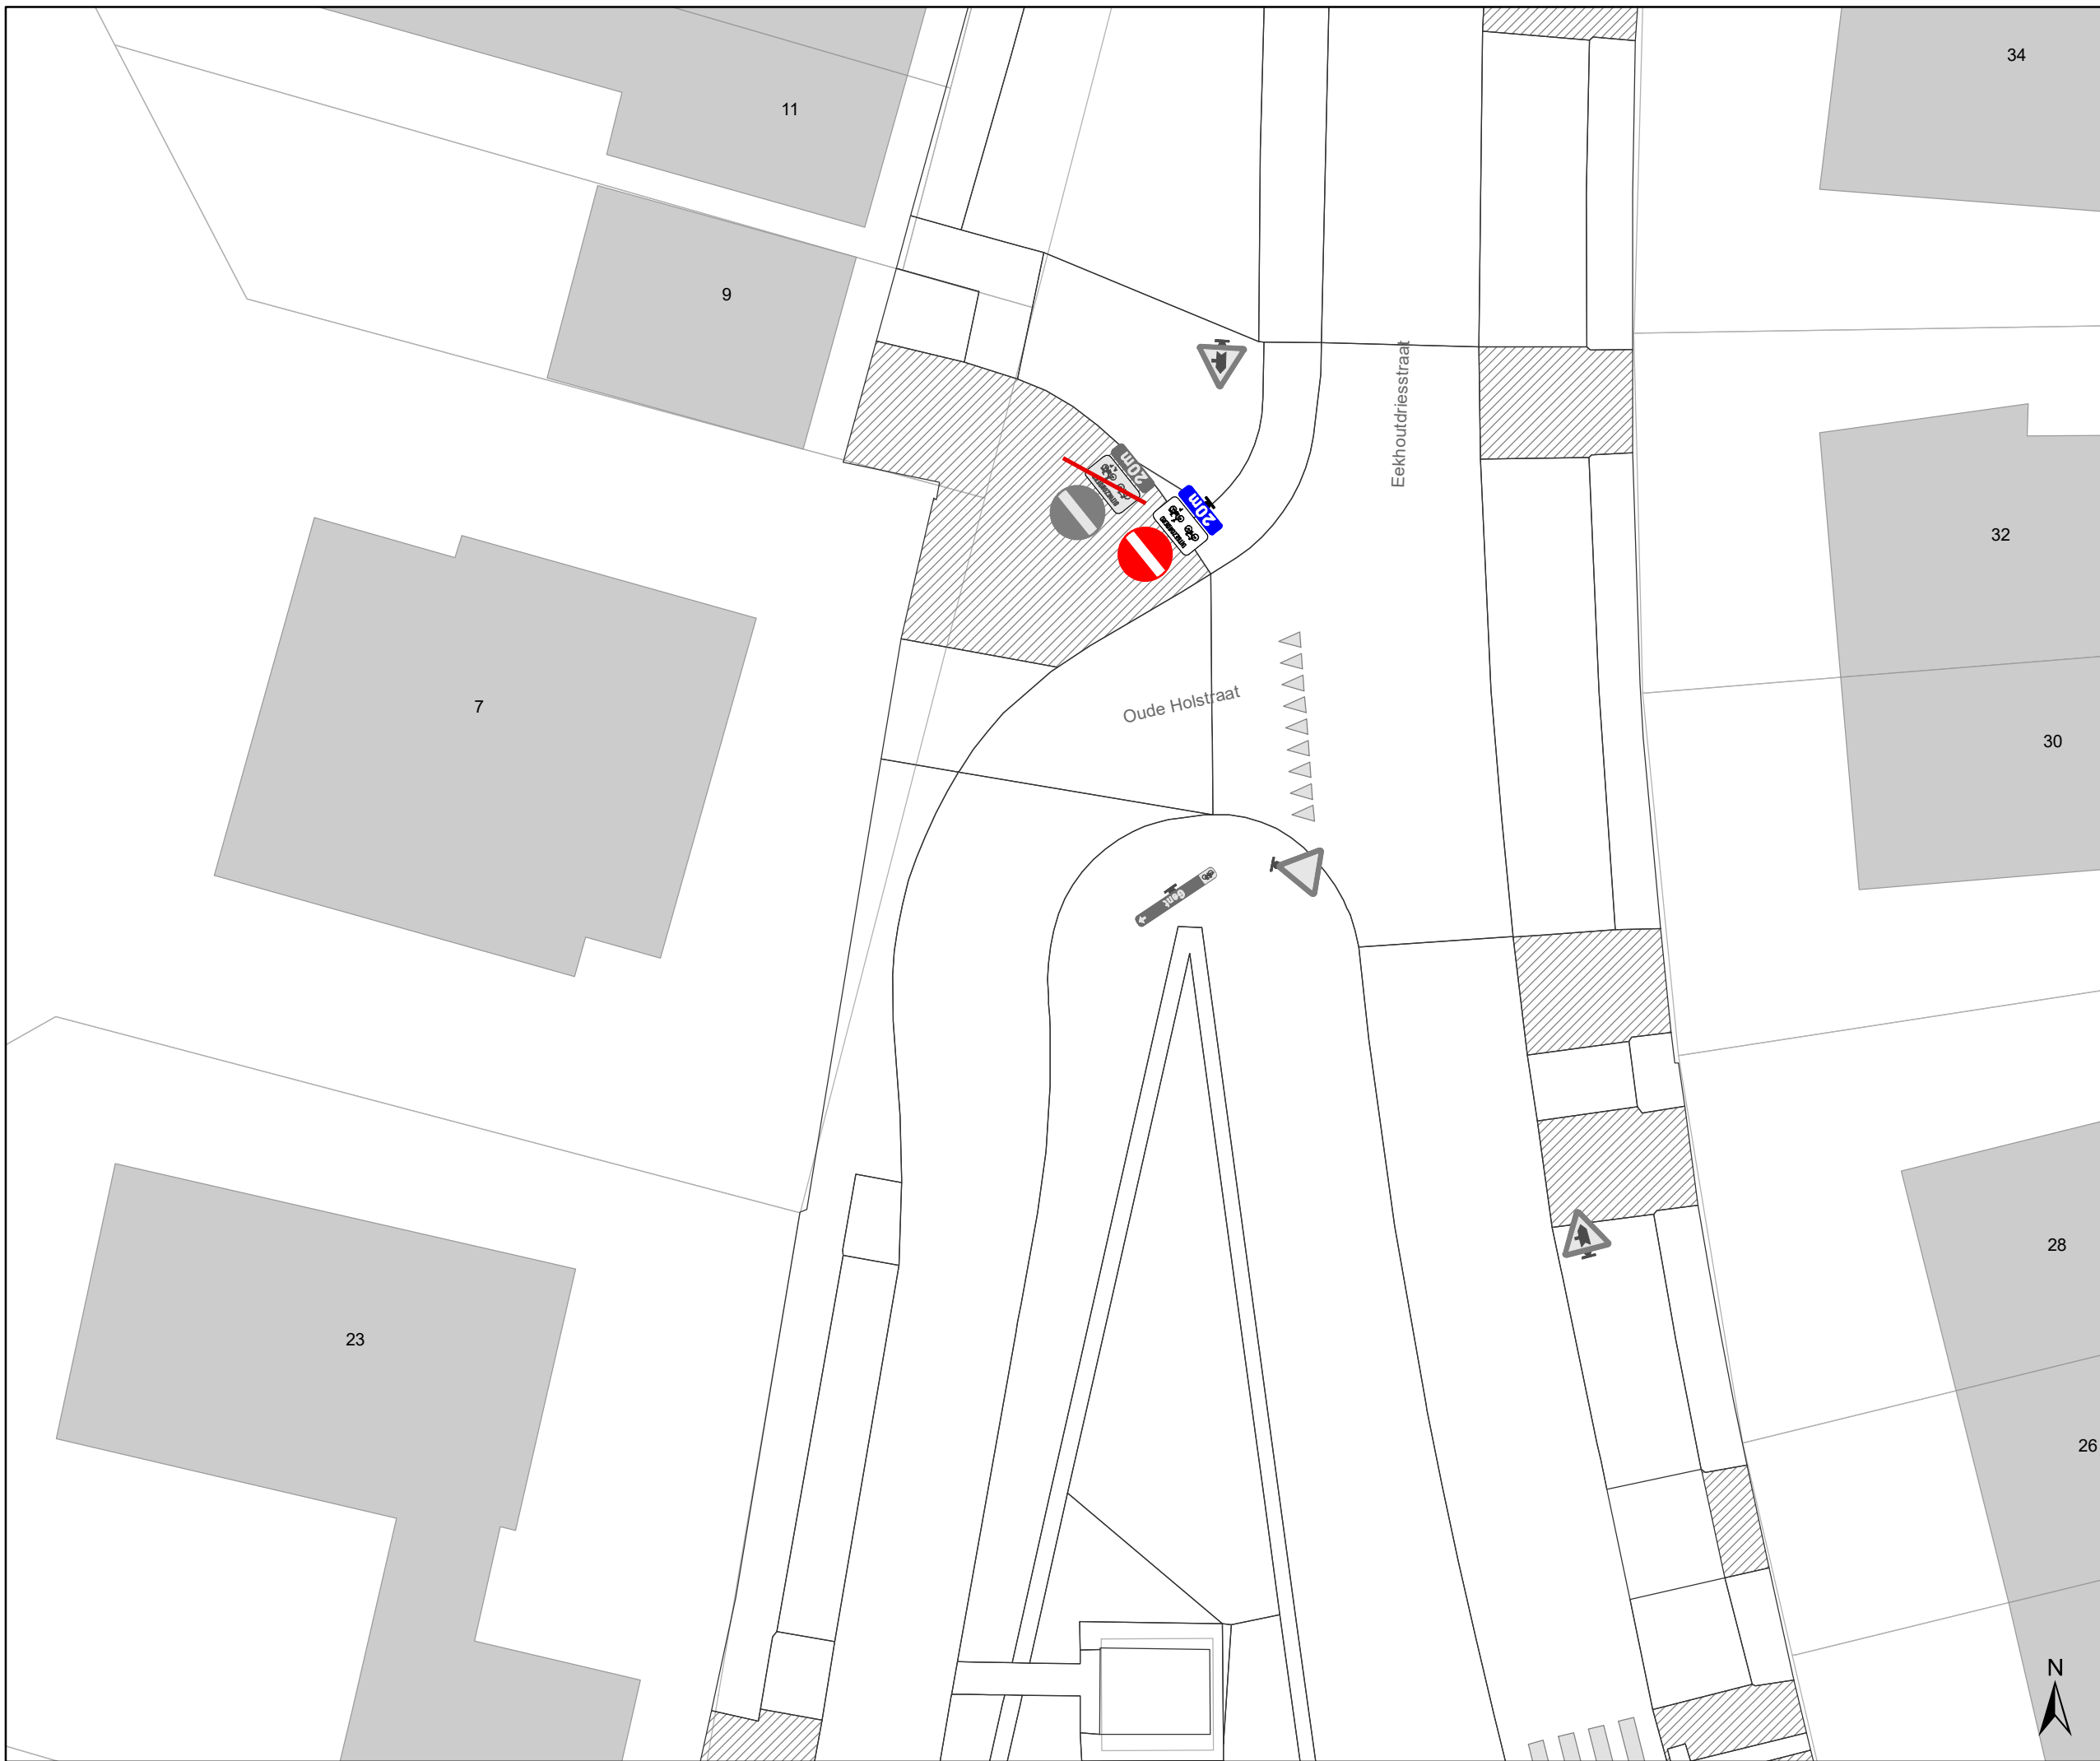 34
11
9
Eekhoutdriesstraat
20m
20m
32
Oude Holstraat
7
30
Gent
28
23
26
N